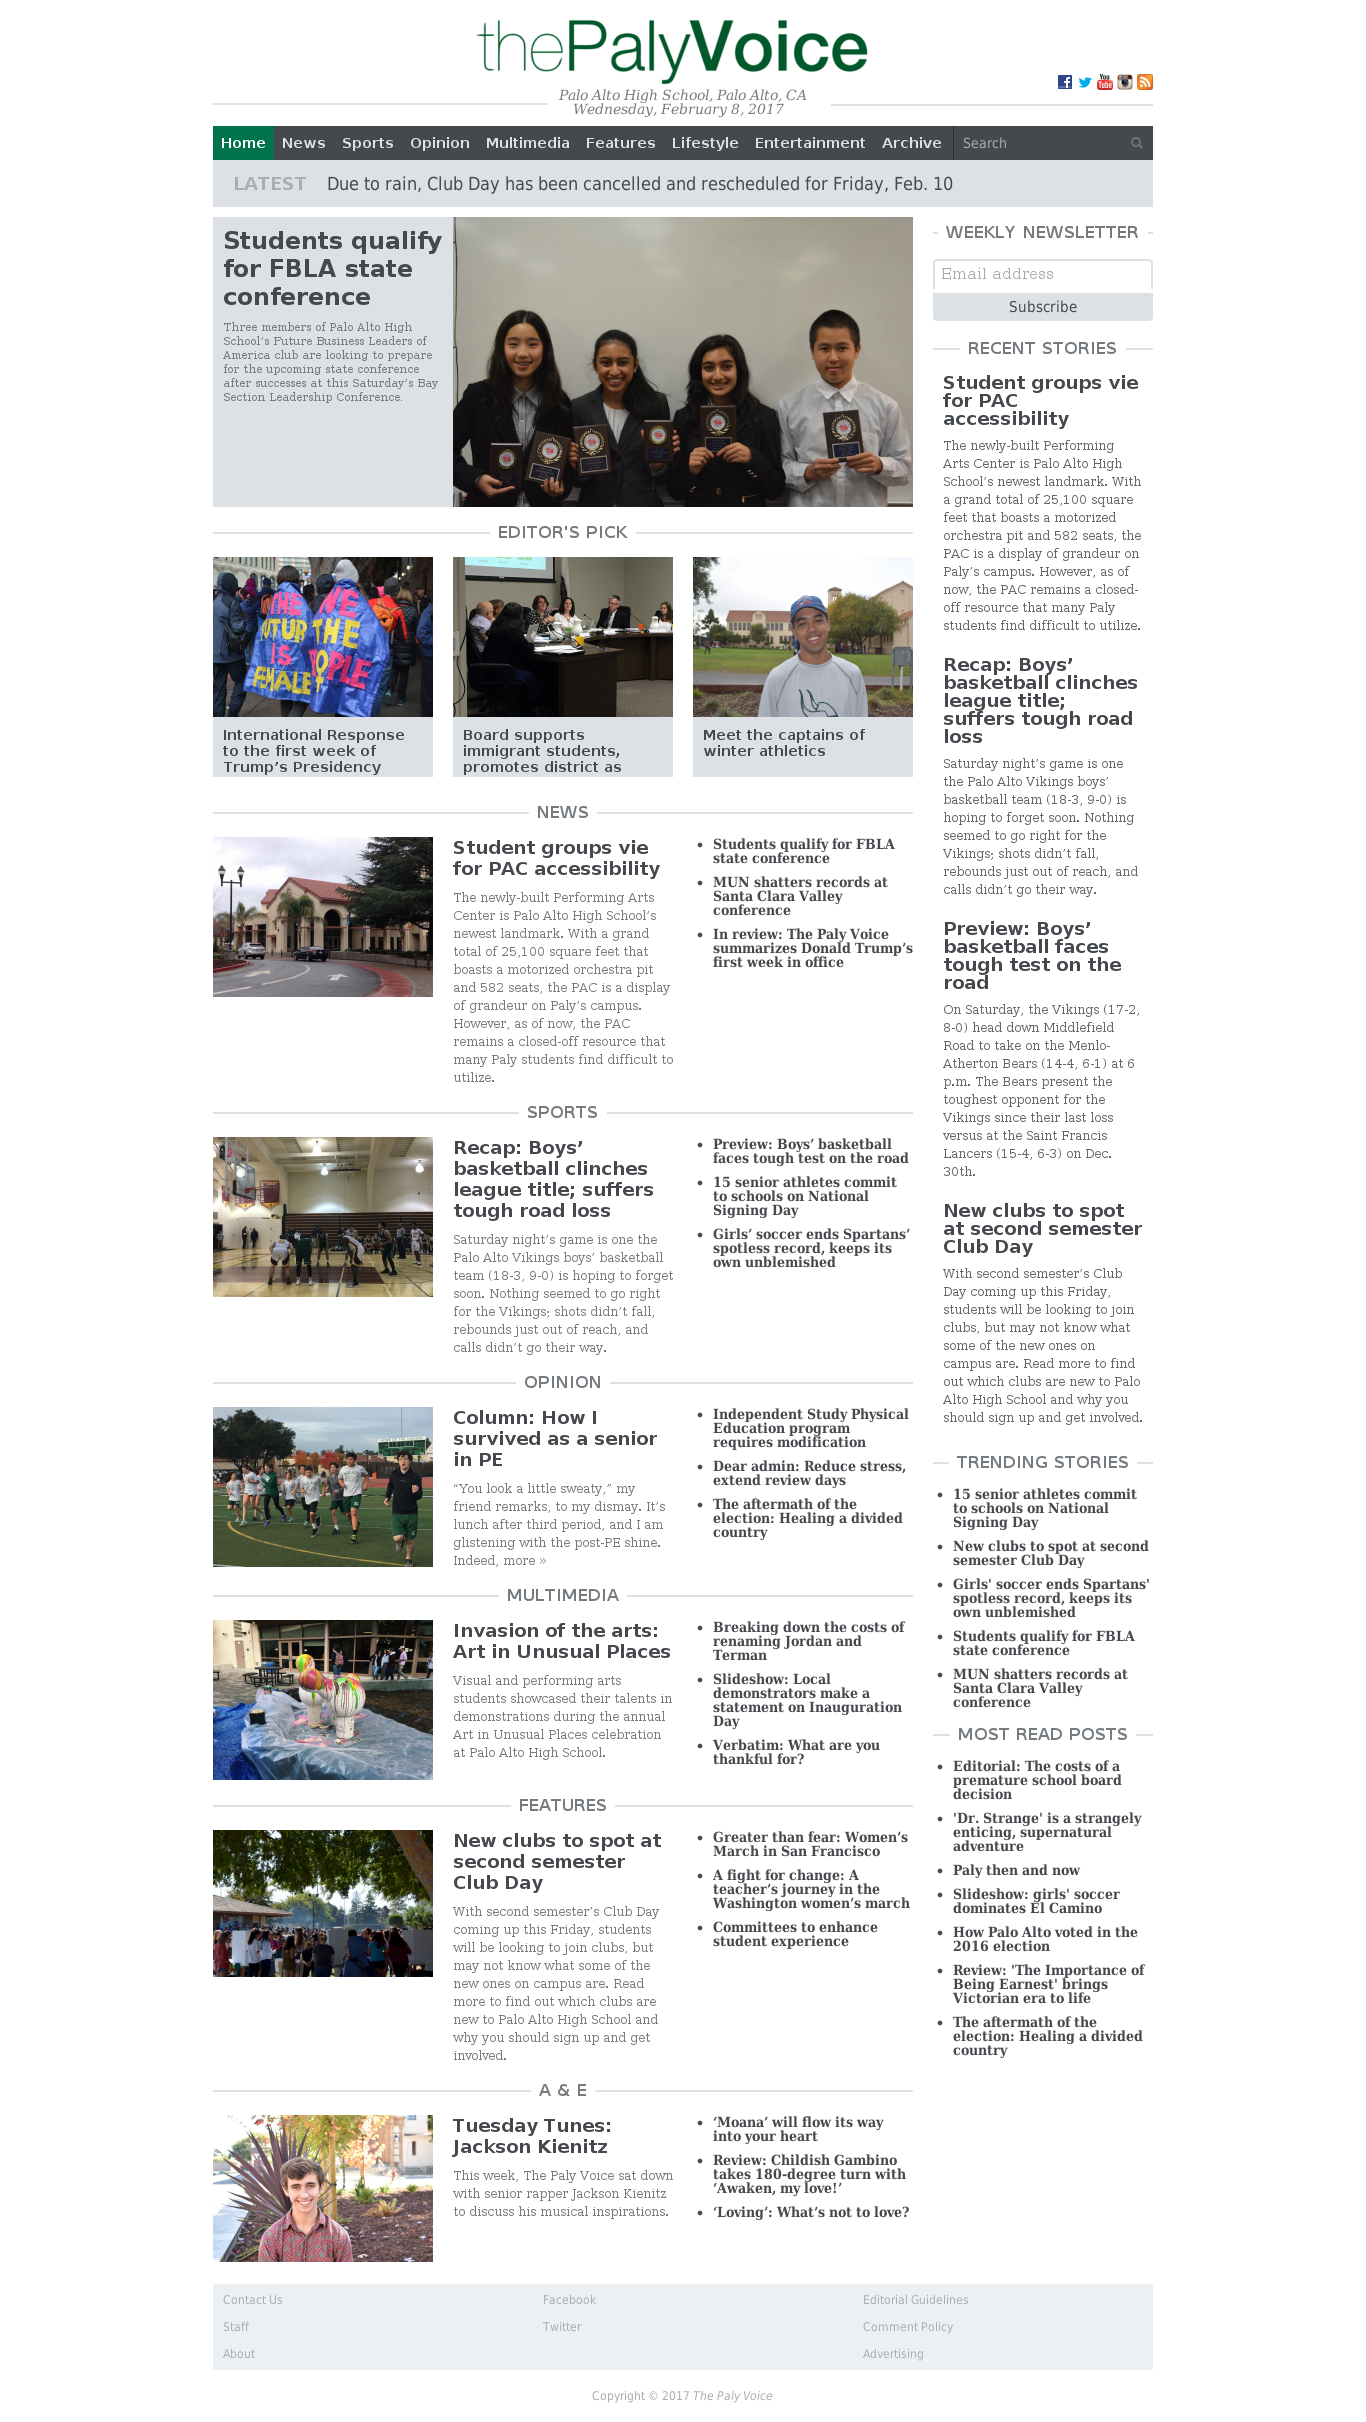 thePalyVoice
Palo Alto High School, Palo Alto, CA
Wednesday, February 8, 2017
Home News Sports Opinion Multimedia Features Lifestyle Entertainment Archive Search
LATEST Due to rain, Club Day has been cancelled and rescheduled for Friday, Feb. 10
Students qualify
for FBLA state
conference
Three members of Palo Alto High
School’s Future Business Leaders of
America club are looking to prepare
for the upcoming state conference
after successes at this Saturday’s Bay
Section Leadership Conference.
EDITOR'S PICK
THE FUTURE IS FEMALE
WE THE PEOPLE
International Response
to the first week of
Trump’s Presidency
Board supports
immigrant students,
promotes district as
Meet the captains of
winter athletics
NEWS
Student groups vie
for PAC accessibility
The newly-built Performing Arts
Center is Palo Alto High School’s
newest landmark. With a grand
total of 25,100 square feet that
boasts a motorized orchestra pit
and 582 seats, the PAC is a display
of grandeur on Paly’s campus.
However, as of now, the PAC
remains a closed-off resource that
many Paly students find difficult to
utilize.
• Students qualify for FBLA
state conference
• MUN shatters records at
Santa Clara Valley
conference
• In review: The Paly Voice
summarizes Donald Trump’s
first week in office
SPORTS
Recap: Boys’
basketball clinches
league title; suffers
tough road loss
Saturday night’s game is one the
Palo Alto Vikings boys’ basketball
team (18-3, 9-0) is hoping to forget
soon. Nothing seemed to go right
for the Vikings; shots didn’t fall,
rebounds just out of reach, and
calls didn’t go their way.
• Preview: Boys’ basketball
faces tough test on the road
• 15 senior athletes commit
to schools on National
Signing Day
• Girls’ soccer ends Spartans’
spotless record, keeps its
own unblemished
OPINION
Column: How I
survived as a senior
in PE
“You look a little sweaty,” my
friend remarks, to my dismay. It’s
lunch after third period, and I am
glistening with the post-PE shine.
Indeed, more »
• Independent Study Physical
Education program
requires modification
• Dear admin: Reduce stress,
extend review days
• The aftermath of the
election: Healing a divided
country
MULTIMEDIA
Invasion of the arts:
Art in Unusual Places
Visual and performing arts
students showcased their talents in
demonstrations during the annual
Art in Unusual Places celebration
at Palo Alto High School.
• Breaking down the costs of
renaming Jordan and
Terman
• Slideshow: Local
demonstrators make a
statement on Inauguration
Day
• Verbatim: What are you
thankful for?
FEATURES
New clubs to spot at
second semester
Club Day
With second semester’s Club Day
coming up this Friday, students
will be looking to join clubs, but
may not know what some of the
new ones on campus are. Read
more to find out which clubs are
new to Palo Alto High School and
why you should sign up and get
involved.
• Greater than fear: Women’s
March in San Francisco
• A fight for change: A
teacher’s journey in the
Washington women’s march
• Committees to enhance
student experience
A & E
Tuesday Tunes:
Jackson Kienitz
This week, The Paly Voice sat down
with senior rapper Jackson Kienitz
to discuss his musical inspirations.
• ‘Moana’ will flow its way
into your heart
• Review: Childish Gambino
takes 180-degree turn with
‘Awaken, my love!’
• ‘Loving’: What’s not to love?
WEEKLY NEWSLETTER
Email address
Subscribe
RECENT STORIES
Student groups vie
for PAC
accessibility
The newly-built Performing
Arts Center is Palo Alto High
School’s newest landmark. With
a grand total of 25,100 square
feet that boasts a motorized
orchestra pit and 582 seats, the
PAC is a display of grandeur on
Paly’s campus. However, as of
now, the PAC remains a closed-
off resource that many Paly
students find difficult to utilize.
Recap: Boys’
basketball clinches
league title;
suffers tough road
loss
Saturday night’s game is one
the Palo Alto Vikings boys’
basketball team (18-3, 9-0) is
hoping to forget soon. Nothing
seemed to go right for the
Vikings; shots didn’t fall,
rebounds just out of reach, and
calls didn’t go their way.
Preview: Boys’
basketball faces
tough test on the
road
On Saturday, the Vikings (17-2,
8-0) head down Middlefield
Road to take on the Menlo-
Atherton Bears (14-4, 6-1) at 6
p.m. The Bears present the
toughest opponent for the
Vikings since their last loss
versus at the Saint Francis
Lancers (15-4, 6-3) on Dec.
30th.
New clubs to spot
at second semester
Club Day
With second semester’s Club
Day coming up this Friday,
students will be looking to join
clubs, but may not know what
some of the new ones on
campus are. Read more to find
out which clubs are new to Palo
Alto High School and why you
should sign up and get involved.
TRENDING STORIES
• 15 senior athletes commit
to schools on National
Signing Day
• New clubs to spot at second
semester Club Day
• Girls' soccer ends Spartans'
spotless record, keeps its
own unblemished
• Students qualify for FBLA
state conference
• MUN shatters records at
Santa Clara Valley
conference
MOST READ POSTS
• Editorial: The costs of a
premature school board
decision
• 'Dr. Strange' is a strangely
enticing, supernatural
adventure
• Paly then and now
• Slideshow: girls' soccer
dominates El Camino
• How Palo Alto voted in the
2016 election
• Review: 'The Importance of
Being Earnest' brings
Victorian era to life
• The aftermath of the
election: Healing a divided
country
Contact Us Facebook Editorial Guidelines
Staff Twitter Comment Policy
About Advertising
Copyright © 2017 The Paly Voice